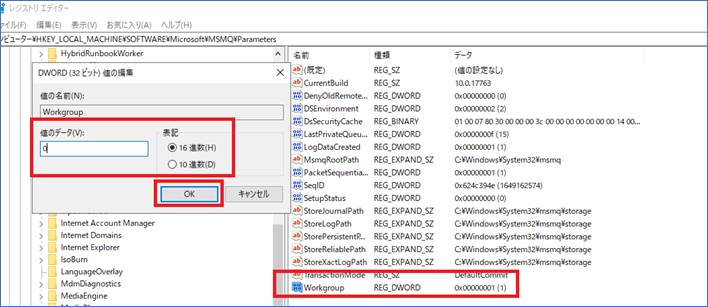 レジストリ エディター
ファイル(F) 編集(E) 表示(V) お気に入り(A) ヘルプ(H)
ンピューター¥HKEY_LOCAL_MACHINE¥SOFTWARE¥Microsoft¥MSMQ¥Parameters
HybridRunbookWorker
DWORD (32 ビット) 値の編集
値の名前(N):
Workgroup
値のデータ(V):
0
表記
16 進数(H)
10 進数(D)
OK
キャンセル
Internet Account Manager
Internet Domains
Internet Explorer
IsoBurn
LanguageOverlay
MdmDiagnostics
MediaEngine
名前 種類 データ
(既定) REG_SZ (値の設定なし)
CurrentBuild REG_SZ 10.0.17763
DenyOldRemote... REG_DWORD 0x00000000 (0)
DSEnvironment REG_DWORD 0x00000002 (2)
DsSecurityCache REG_BINARY 01 00 07 80 30 00 00 00 3c 00 00 00 00 00 00 00 14 00...
LastPrivateQueu... REG_DWORD 0x0000000f (15)
LogDataCreated REG_DWORD 0x00000001 (1)
MsmqRootPath REG_EXPAND_SZ C:¥Windows¥System32¥msmq
PacketSequentia... REG_DWORD 0x00000001 (1)
SeqID REG_DWORD 0x624c394e (1649162574)
SetupStatus REG_DWORD 0x00000000 (0)
StoreJournalPath REG_EXPAND_SZ C:¥Windows¥System32¥msmq¥storage
StoreLogPath REG_EXPAND_SZ C:¥Windows¥System32¥msmq¥storage
StorePersistentP... REG_EXPAND_SZ C:¥Windows¥System32¥msmq¥storage
StoreReliablePath REG_EXPAND_SZ C:¥Windows¥System32¥msmq¥storage
StoreXactLogPath REG_EXPAND_SZ C:¥Windows¥System32¥msmq¥storage
TransactionMode REG_SZ DefaultCommit
Workgroup REG_DWORD 0x00000001 (1)